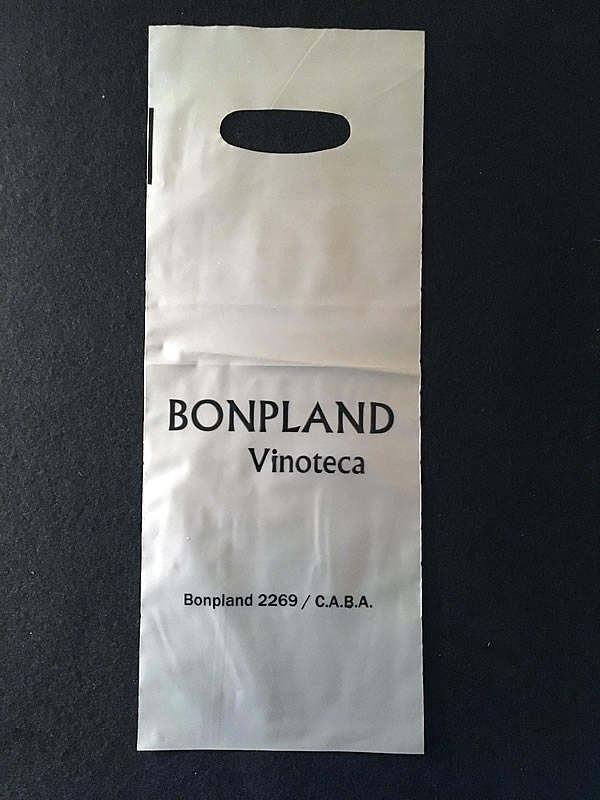 BONPLAND
Vinoteca
Bonpland 2269 / C.A.B.A.